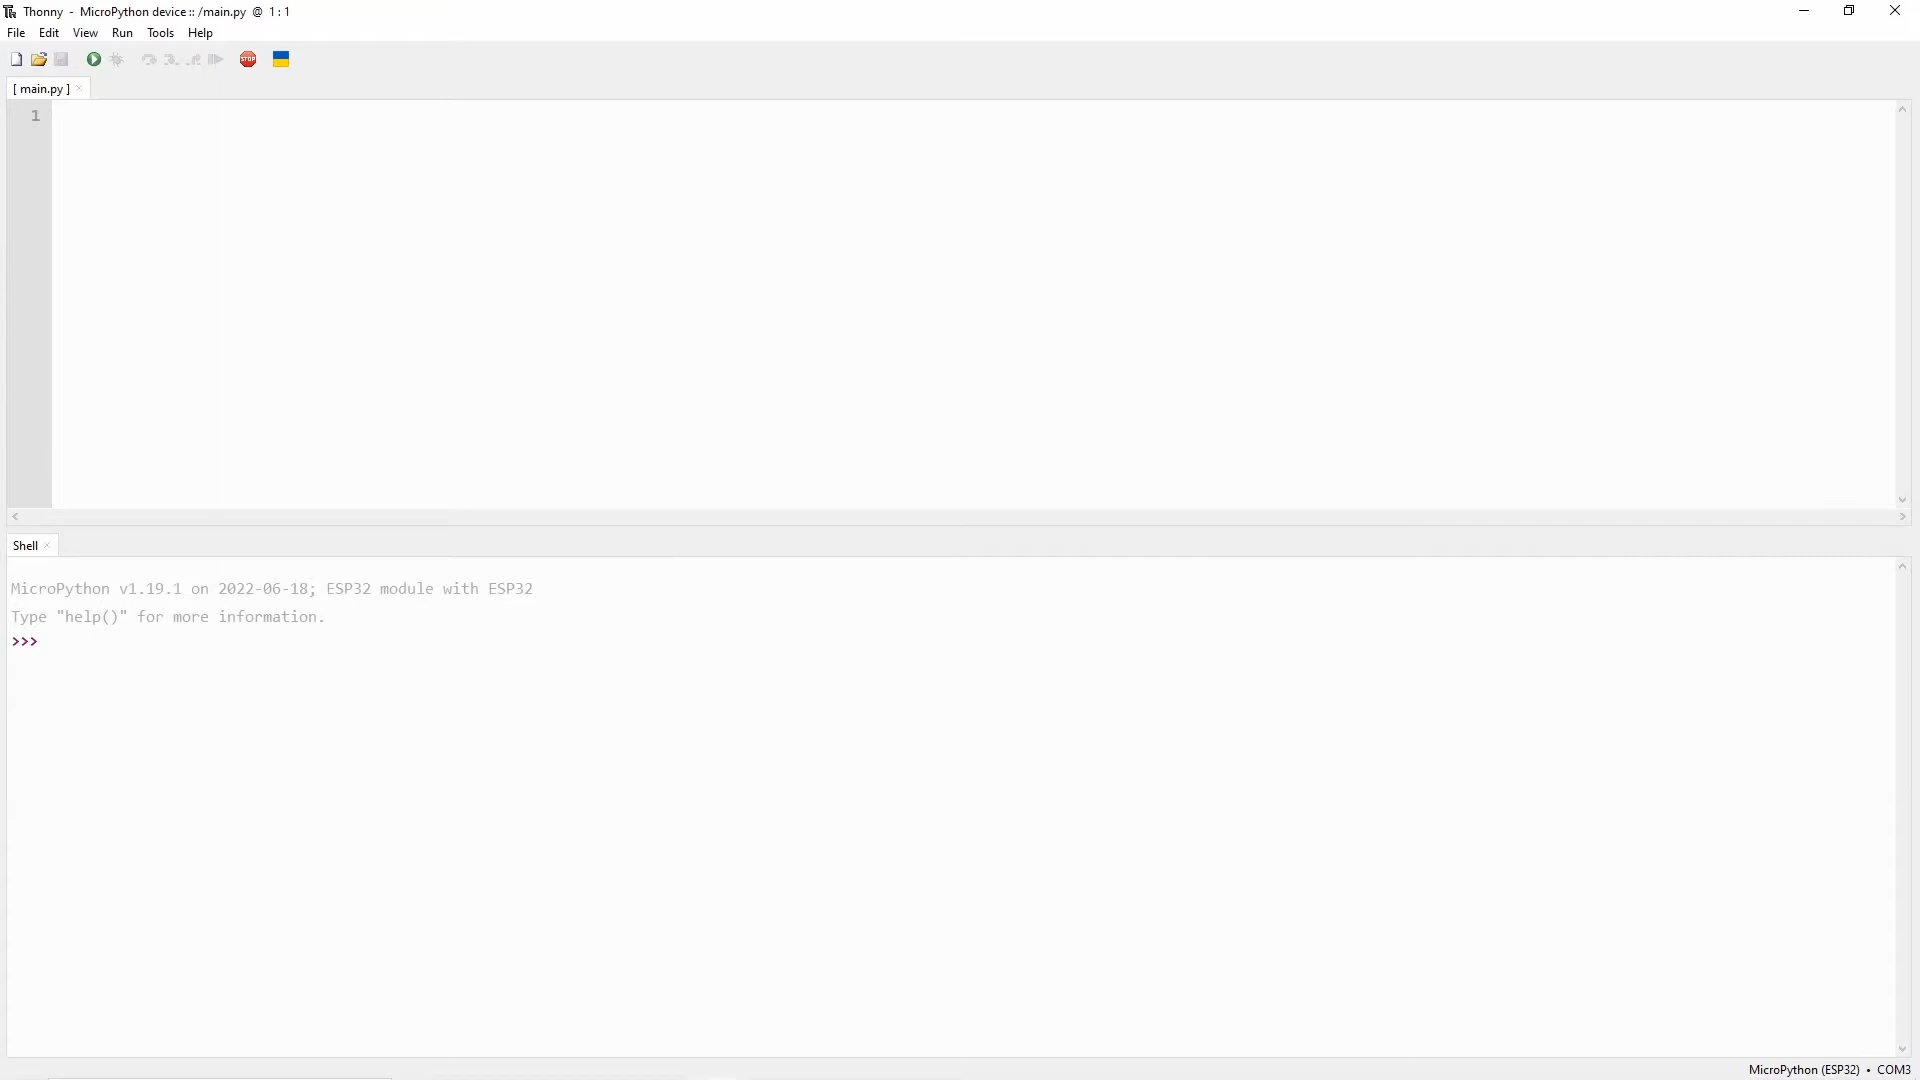 Thonny - MicroPython device :: /main.py @ 1 : 1
File Edit View Run Tools Help
STOP
[ main.py ] ×
1
Shell ×
MicroPython v1.19.1 on 2022-06-18; ESP32 module with ESP32
Type "help()" for more information.
>>>
MicroPython (ESP32) • COM3